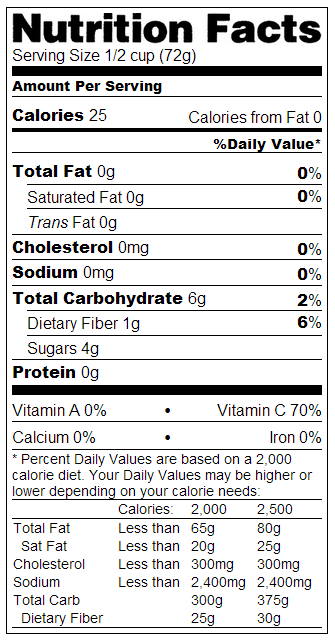 Nutrition Facts
Serving Size 1/2 cup (72g)
Amount Per Serving
Calories 25 Calories from Fat 0
%Daily Value*
Total Fat 0g 0%
Saturated Fat 0g 0%
Trans Fat 0g
Cholesterol 0mg 0%
Sodium 0mg 0%
Total Carbohydrate 6g 2%
Dietary Fiber 1g 6%
Sugars 4g
Protein 0g
Vitamin A 0% • Vitamin C 70%
Calcium 0% • Iron 0%
* Percent Daily Values are based on a 2,000
calorie diet. Your Daily Values may be higher or
lower depending on your calorie needs:
Calories: 2,000 2,500
Total Fat Less than 65g 80g
Sat Fat Less than 20g 25g
Cholesterol Less than 300mg 300mg
Sodium Less than 2,400mg 2,400mg
Total Carb 300g 375g
Dietary Fiber 25g 30g